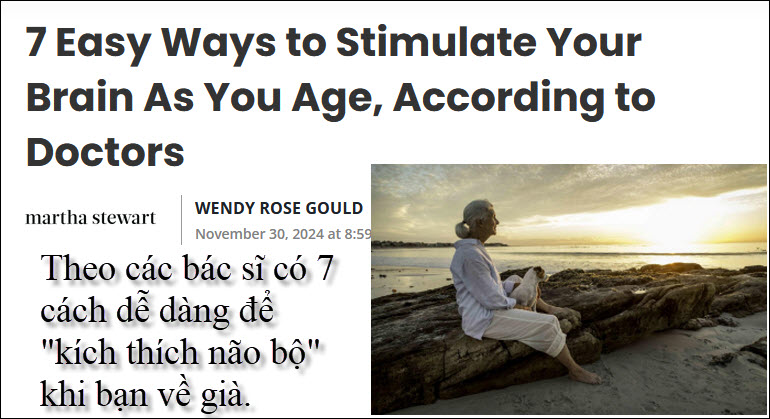 7 Easy Ways to Stimulate Your
Brain As You Age, According to
Doctors
martha stewart
WENDY ROSE GOULD
November 30, 2024 at 8:59
Theo các bác sĩ có 7
cách dễ dàng để
"kích thích não bộ"
khi bạn về già.